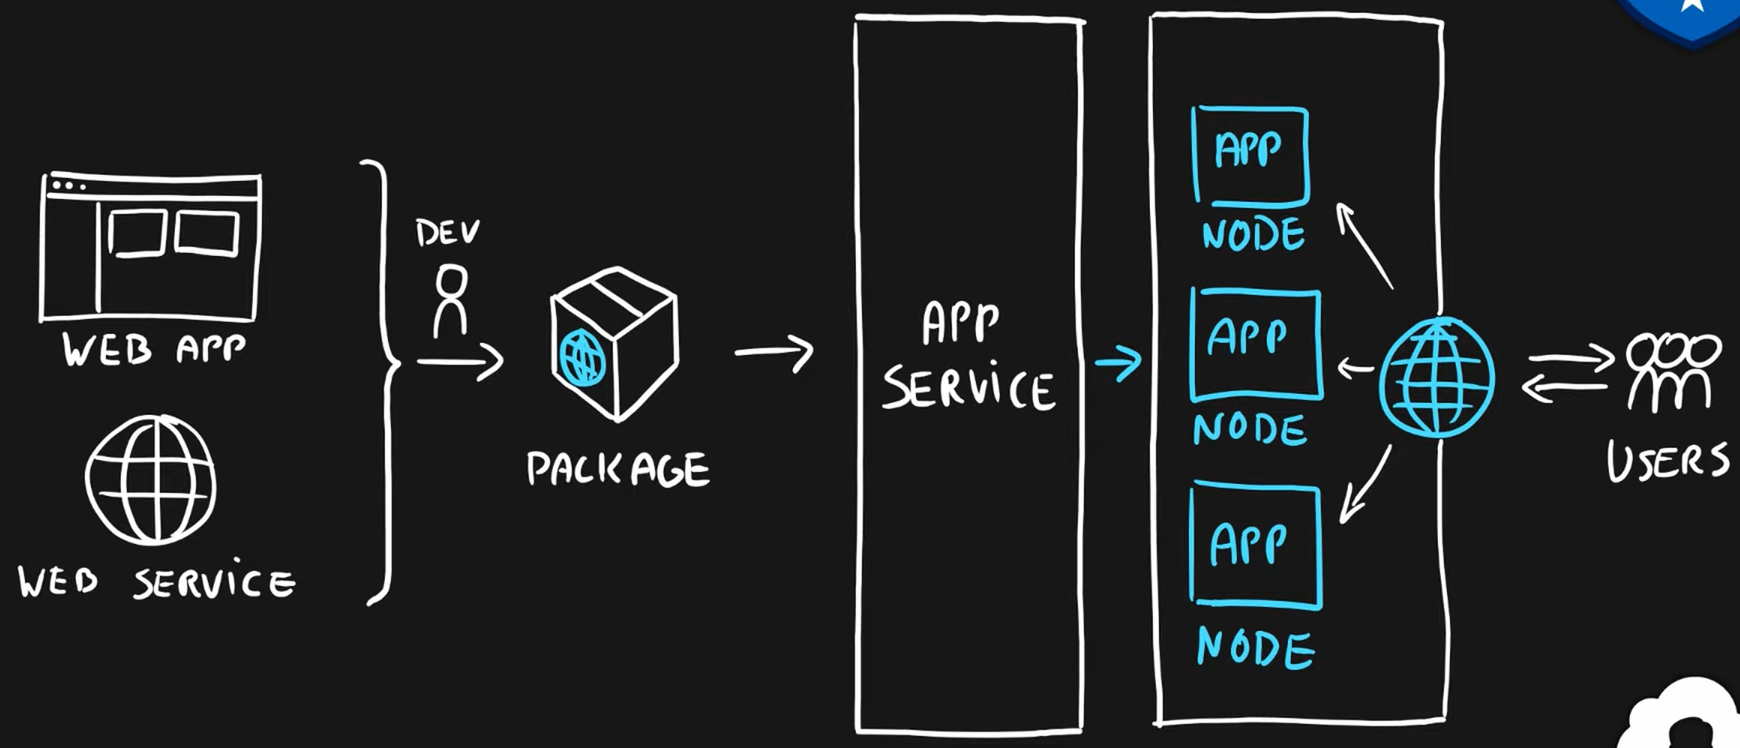 WEB APP
WEB SERVICE
DEV
PACKAGE
APP
SERVICE
APP
NODE
APP
NODE
APP
NODE
USERS